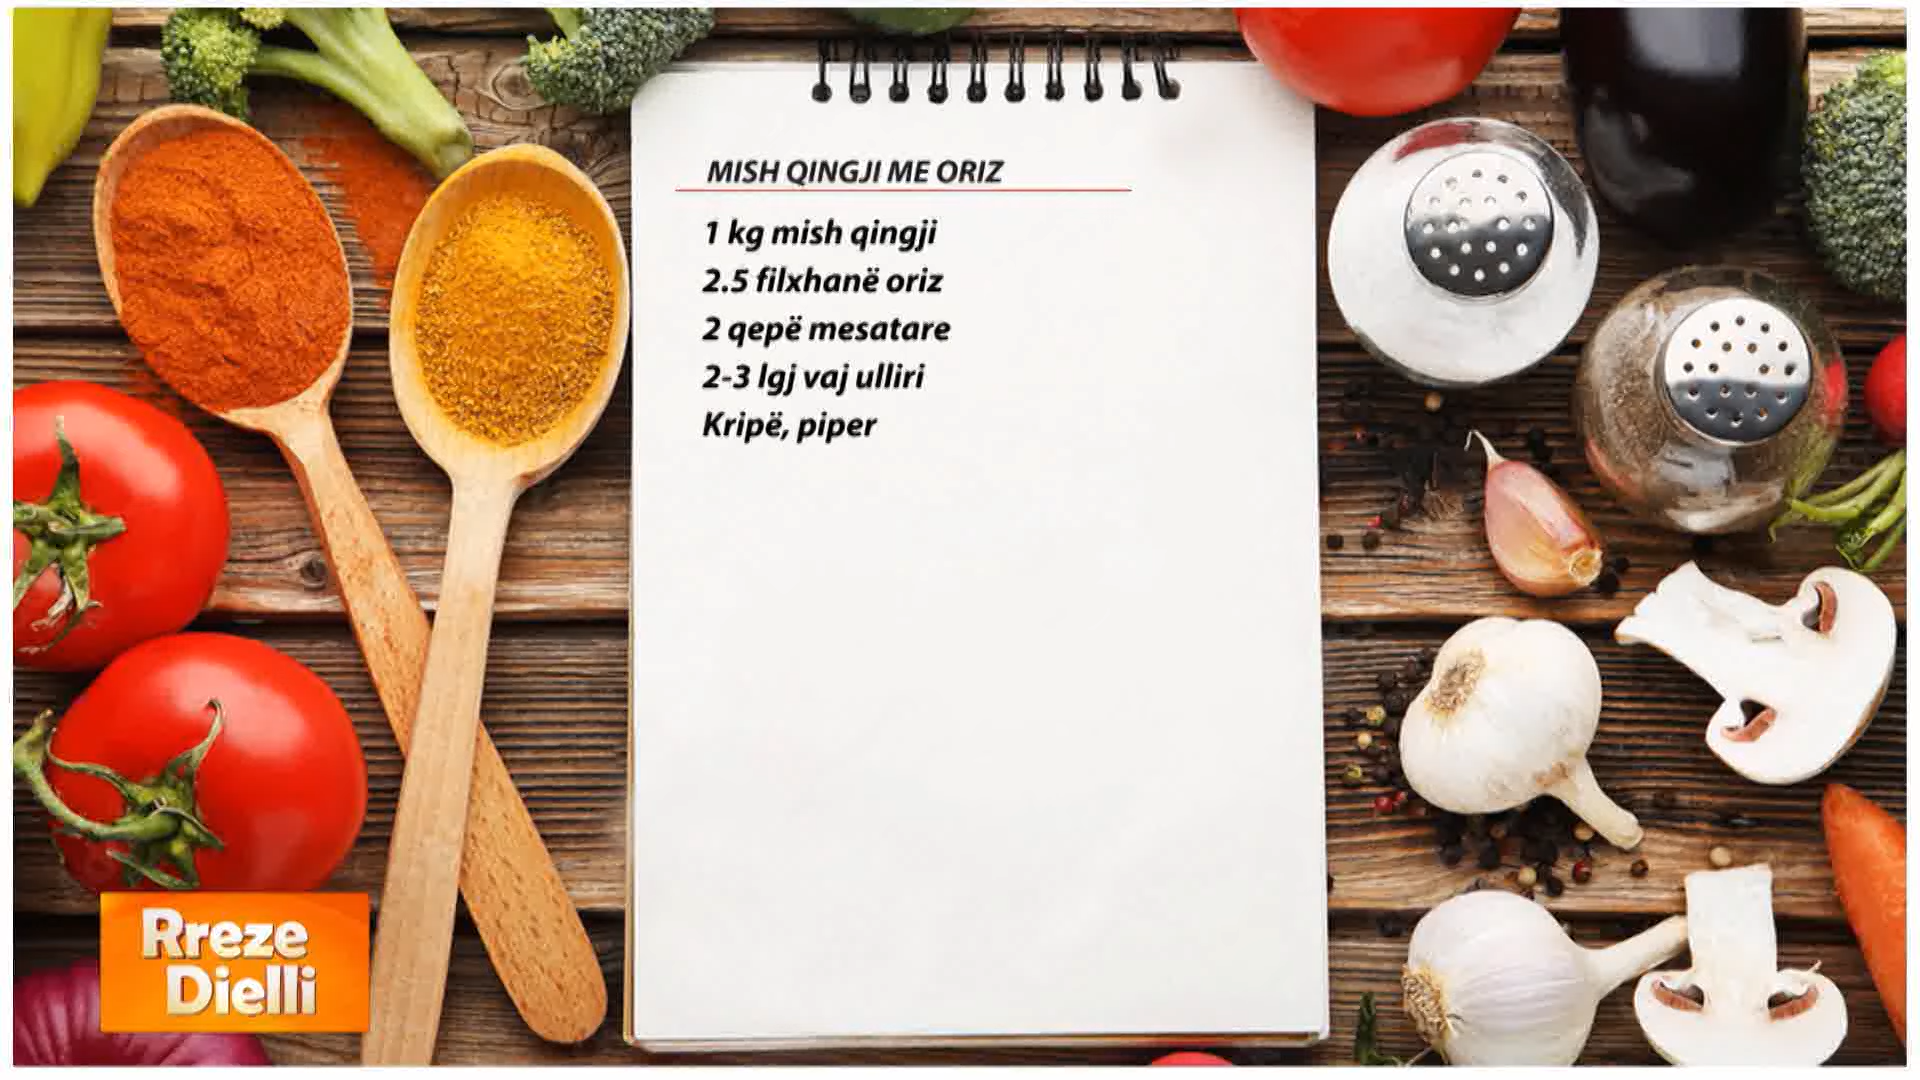 MISH QINGJI ME ORIZ
1 kg mish qingji
2.5 filxhanë oriz
2 qepë mesatare
2-3 lgj vaj ulliri
Kripë, piper
Rreze
Dielli